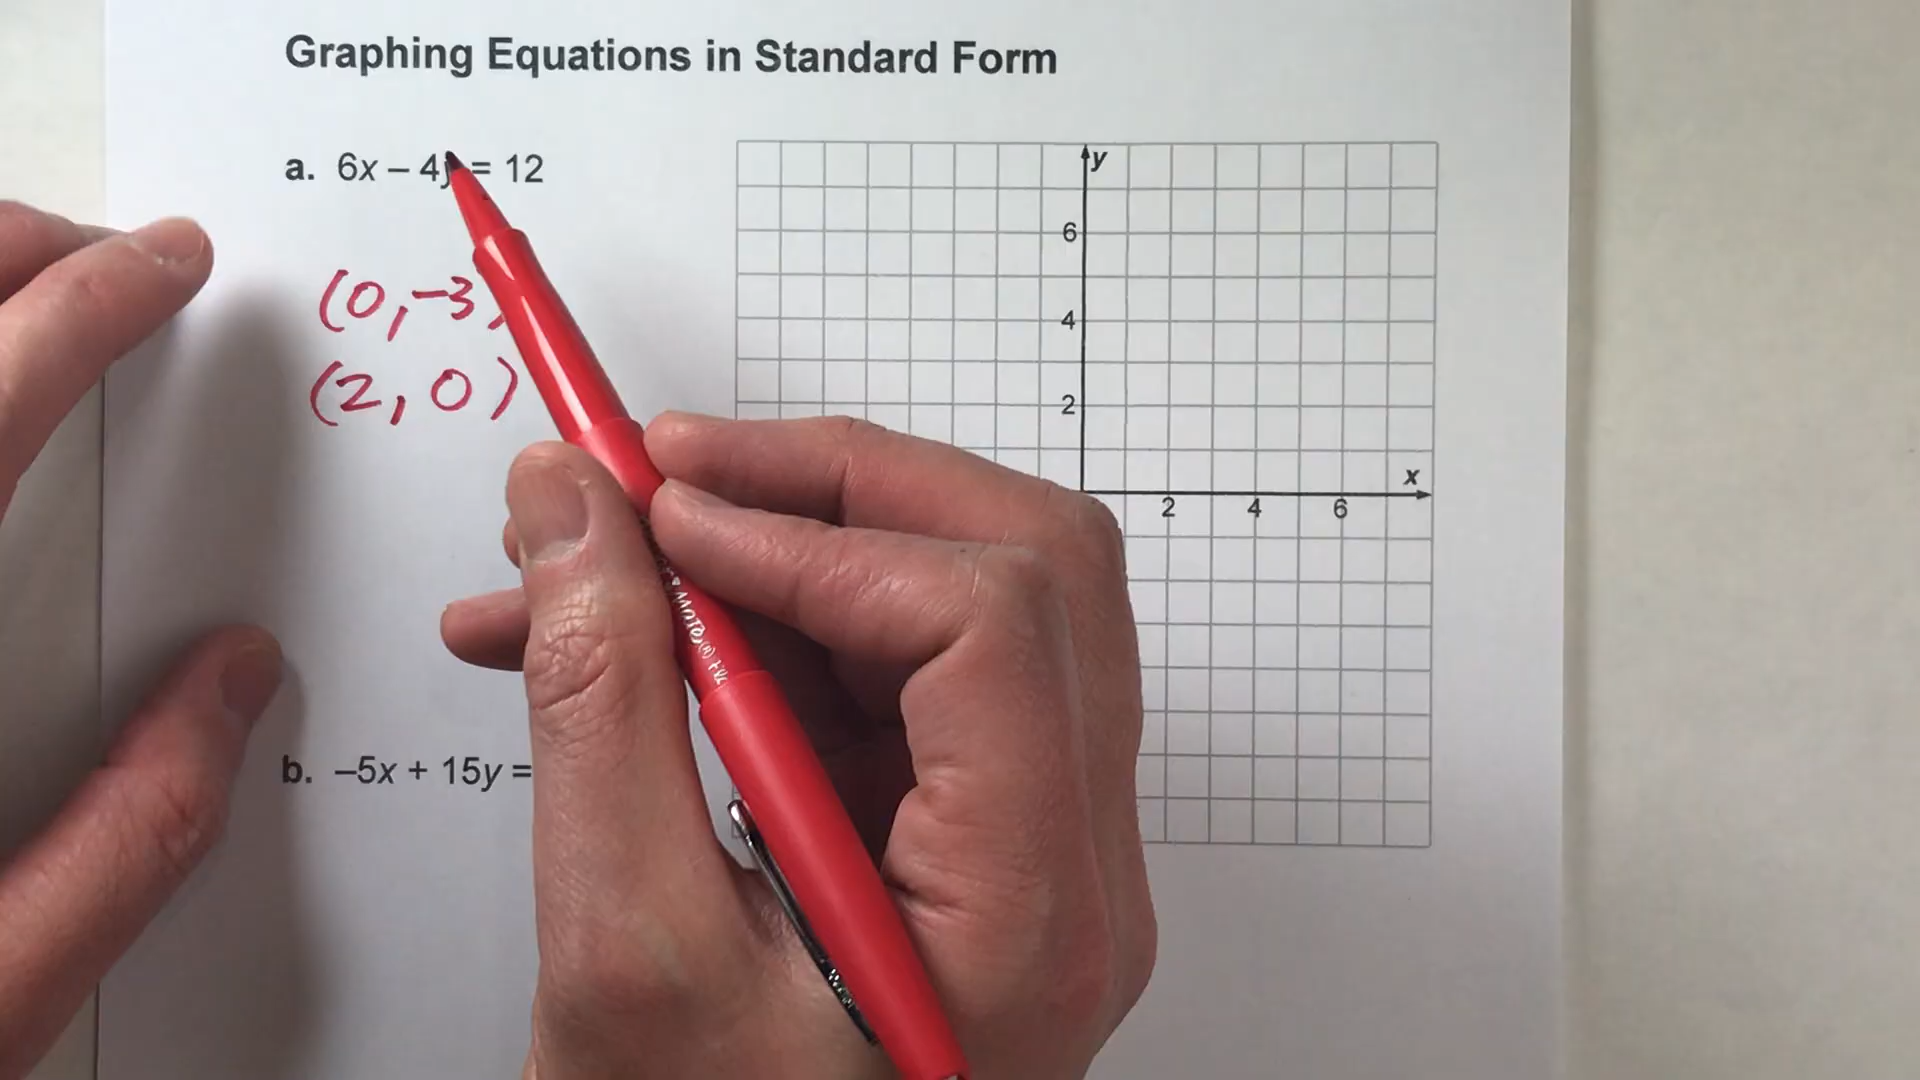 Graphing Equations in Standard Form
a. 6x – 4y = 12
(0, -3)
(2, 0)
b. –5x + 15y =
y
6
4
2
x
2 4 6